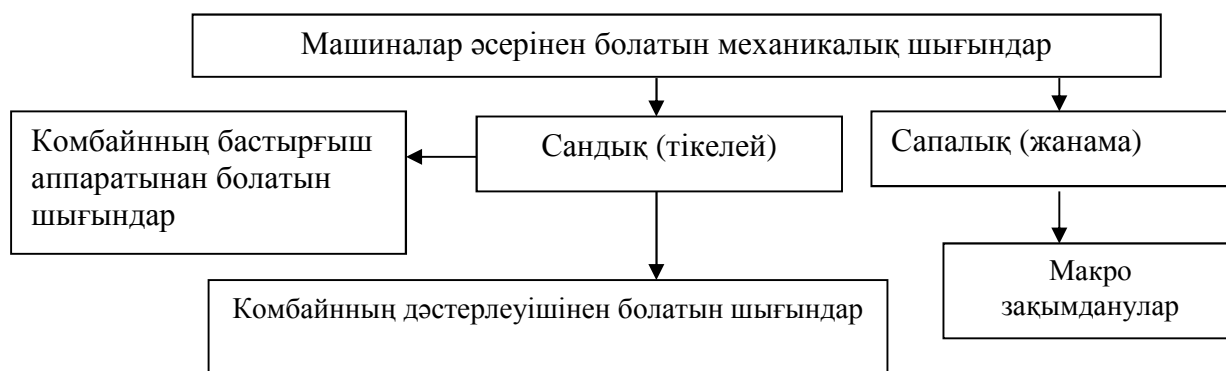 Машиналар әсерінен болатын механикалық шығындар
Комбайнның бастырғыш
аппаратынан болатын
шығындар
Сандық (тікелей)
Сапалық (жанама)
Комбайнның дәстерлеуішінен болатын шығындар
Макро
зақымданулар